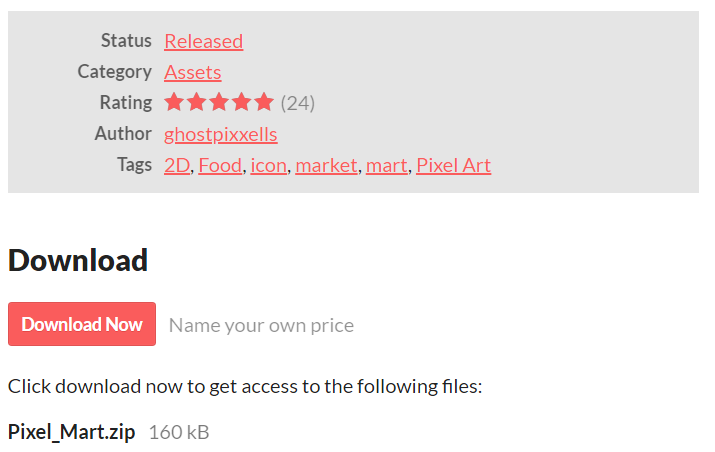 Status Released
Category Assets
Rating (24)
Author ghostpixxells
Tags 2D, Food, icon, market, mart, Pixel Art
Download
Download Now Name your own price
Click download now to get access to the following files:
Pixel_Mart.zip 160 kB